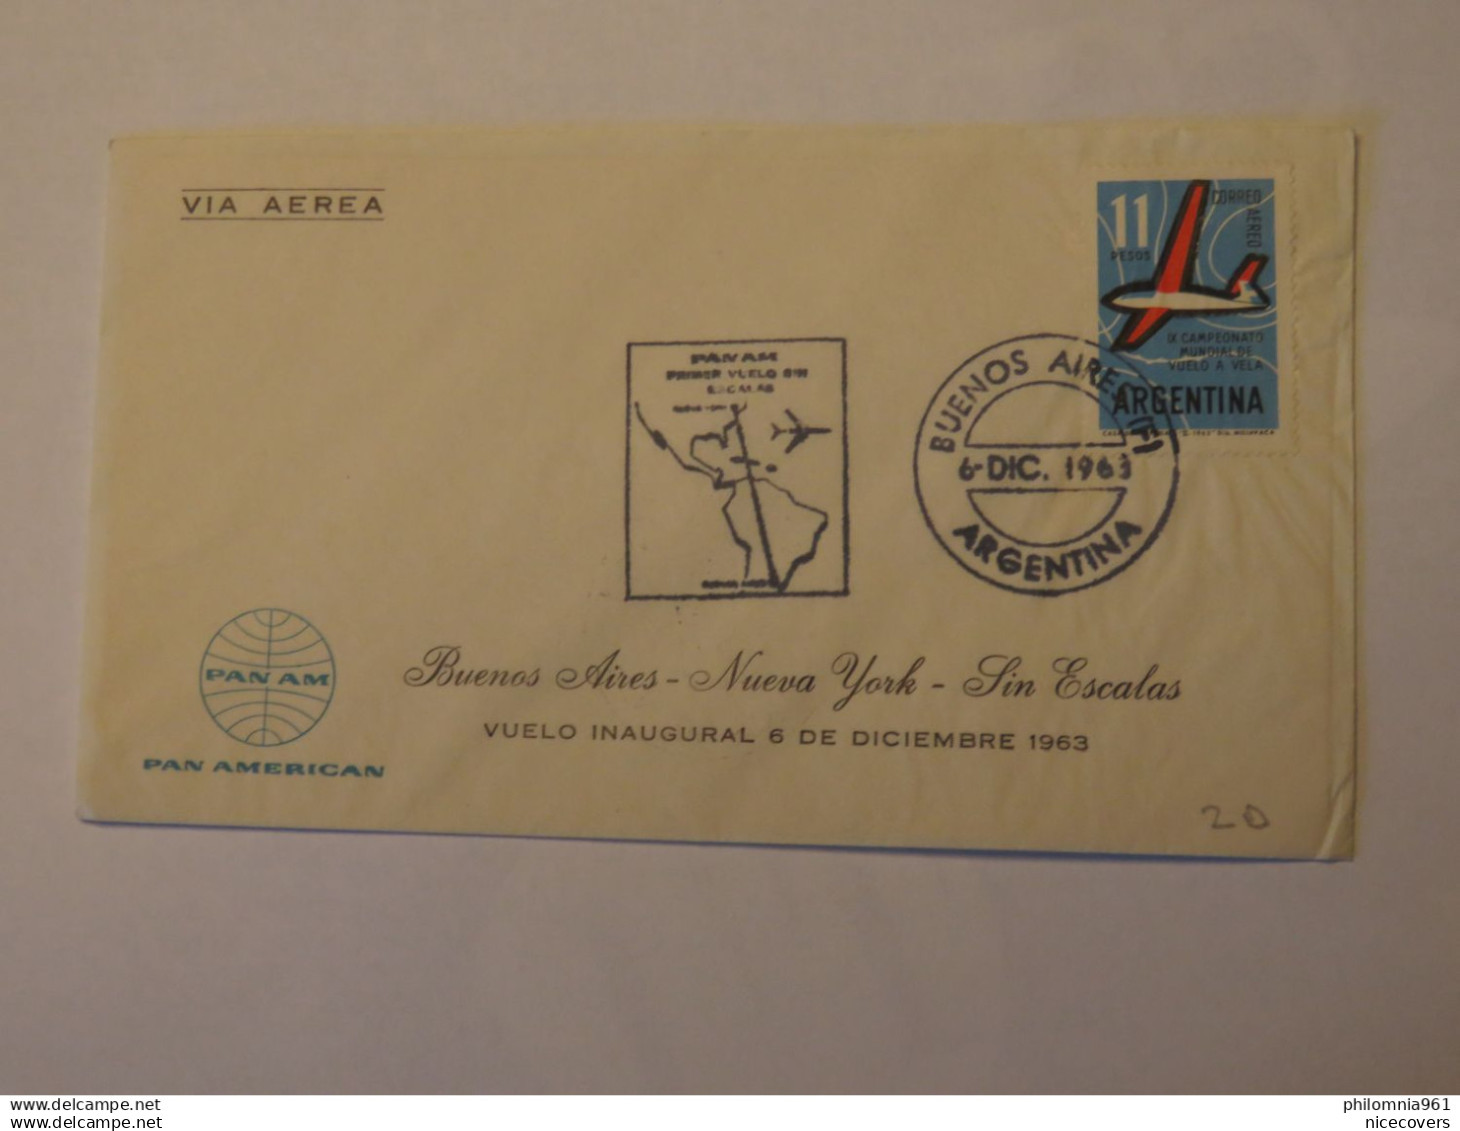 VIA AEREA
11
PESOS
CORREO
AEREO
IX CAMPEONATO
MUNDIAL DE
VUELO A VELA
ARGENTINA
PAN AM
PRIMER VUELO SIN
ESCALAS
BUENOS AIRES (F)
6-DIC. 1963
ARGENTINA
PAN AM
PAN AMERICAN
Buenos Aires - Nueva York - Sin Escalas
VUELO INAUGURAL 6 DE DICIEMBRE 1963
20
delcampe.net
delcampe.net
philomnia961
nicecovers